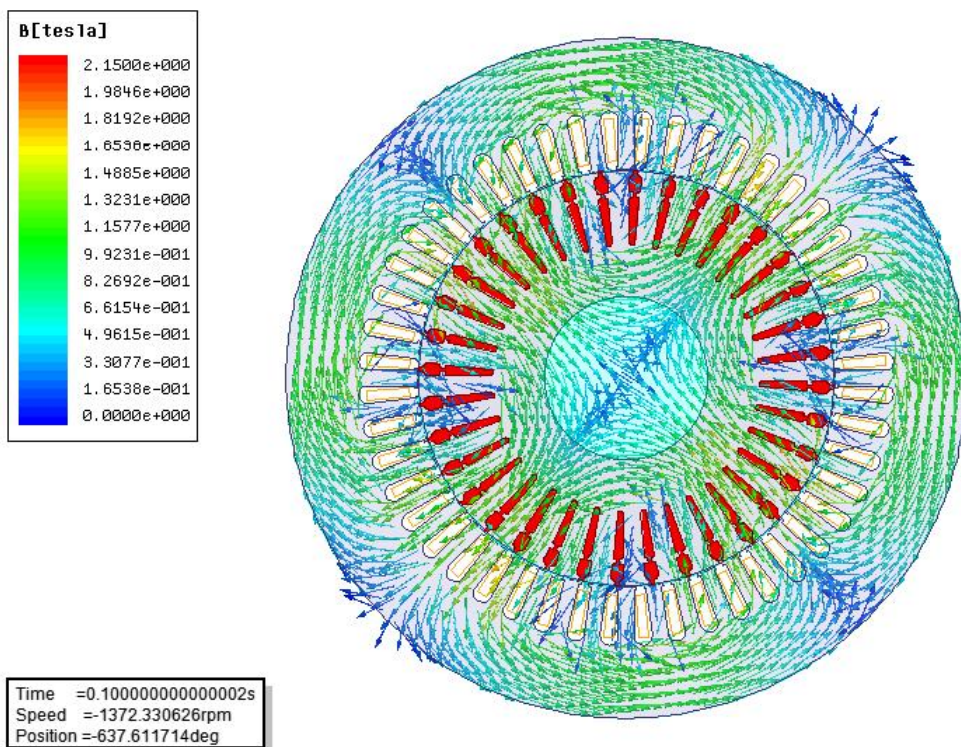 B[tesla]
2.1500e+000
1.9846e+000
1.8192e+000
1.6538e+000
1.4885e+000
1.3231e+000
1.1577e+000
9.9231e-001
8.2692e-001
6.6154e-001
4.9615e-001
3.3077e-001
1.6538e-001
0.0000e+000
Time =0.100000000000002s
Speed =-1372.330626rpm
Position =-637.611714deg